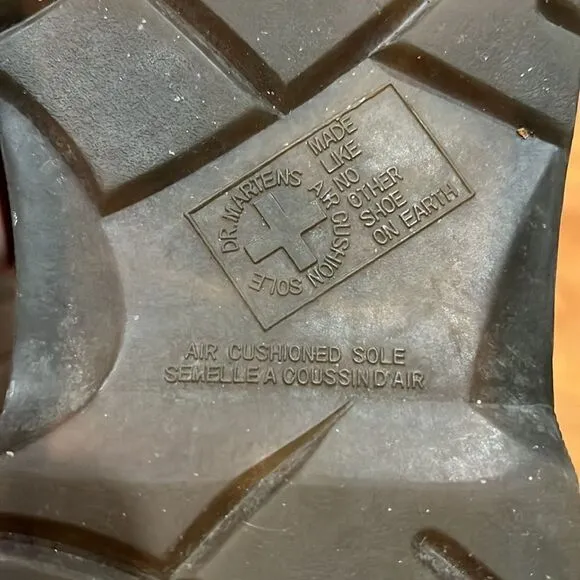 DR. MARTENS AIR CUSHION SOLE
MADE
LIKE
NO
OTHER
SHOE
ON EARTH
AIR CUSHIONED SOLE
SEMELLE A COUSSIN D'AIR